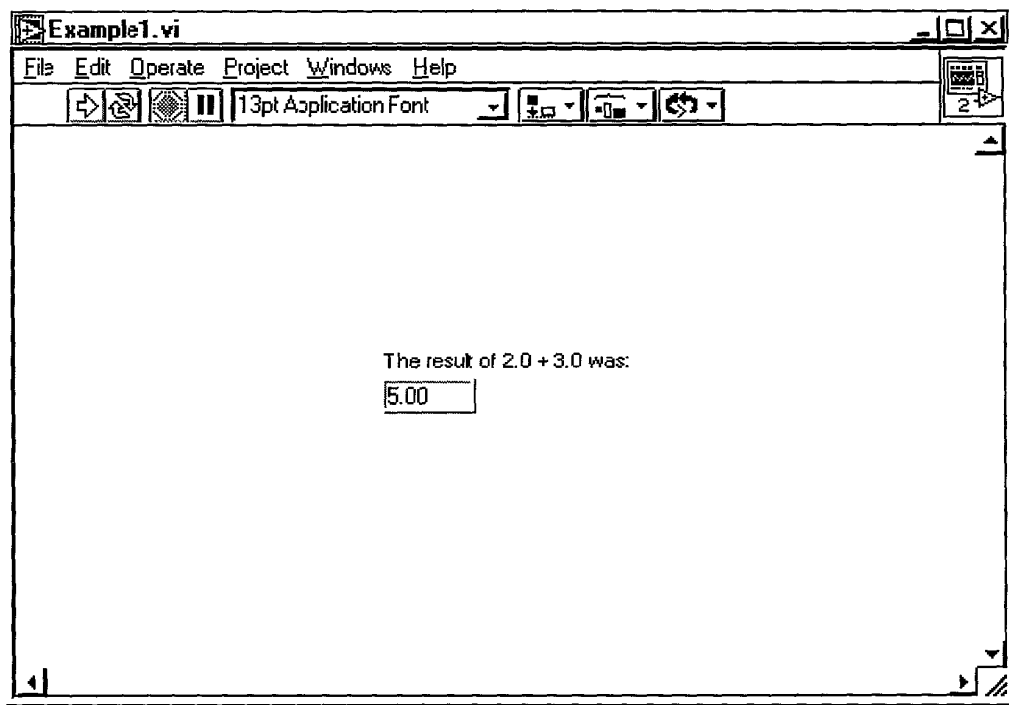 Example1.vi
File Edit Operate Project Windows Help
13pt Application Font
2
The result of 2.0 + 3.0 was:
5.00